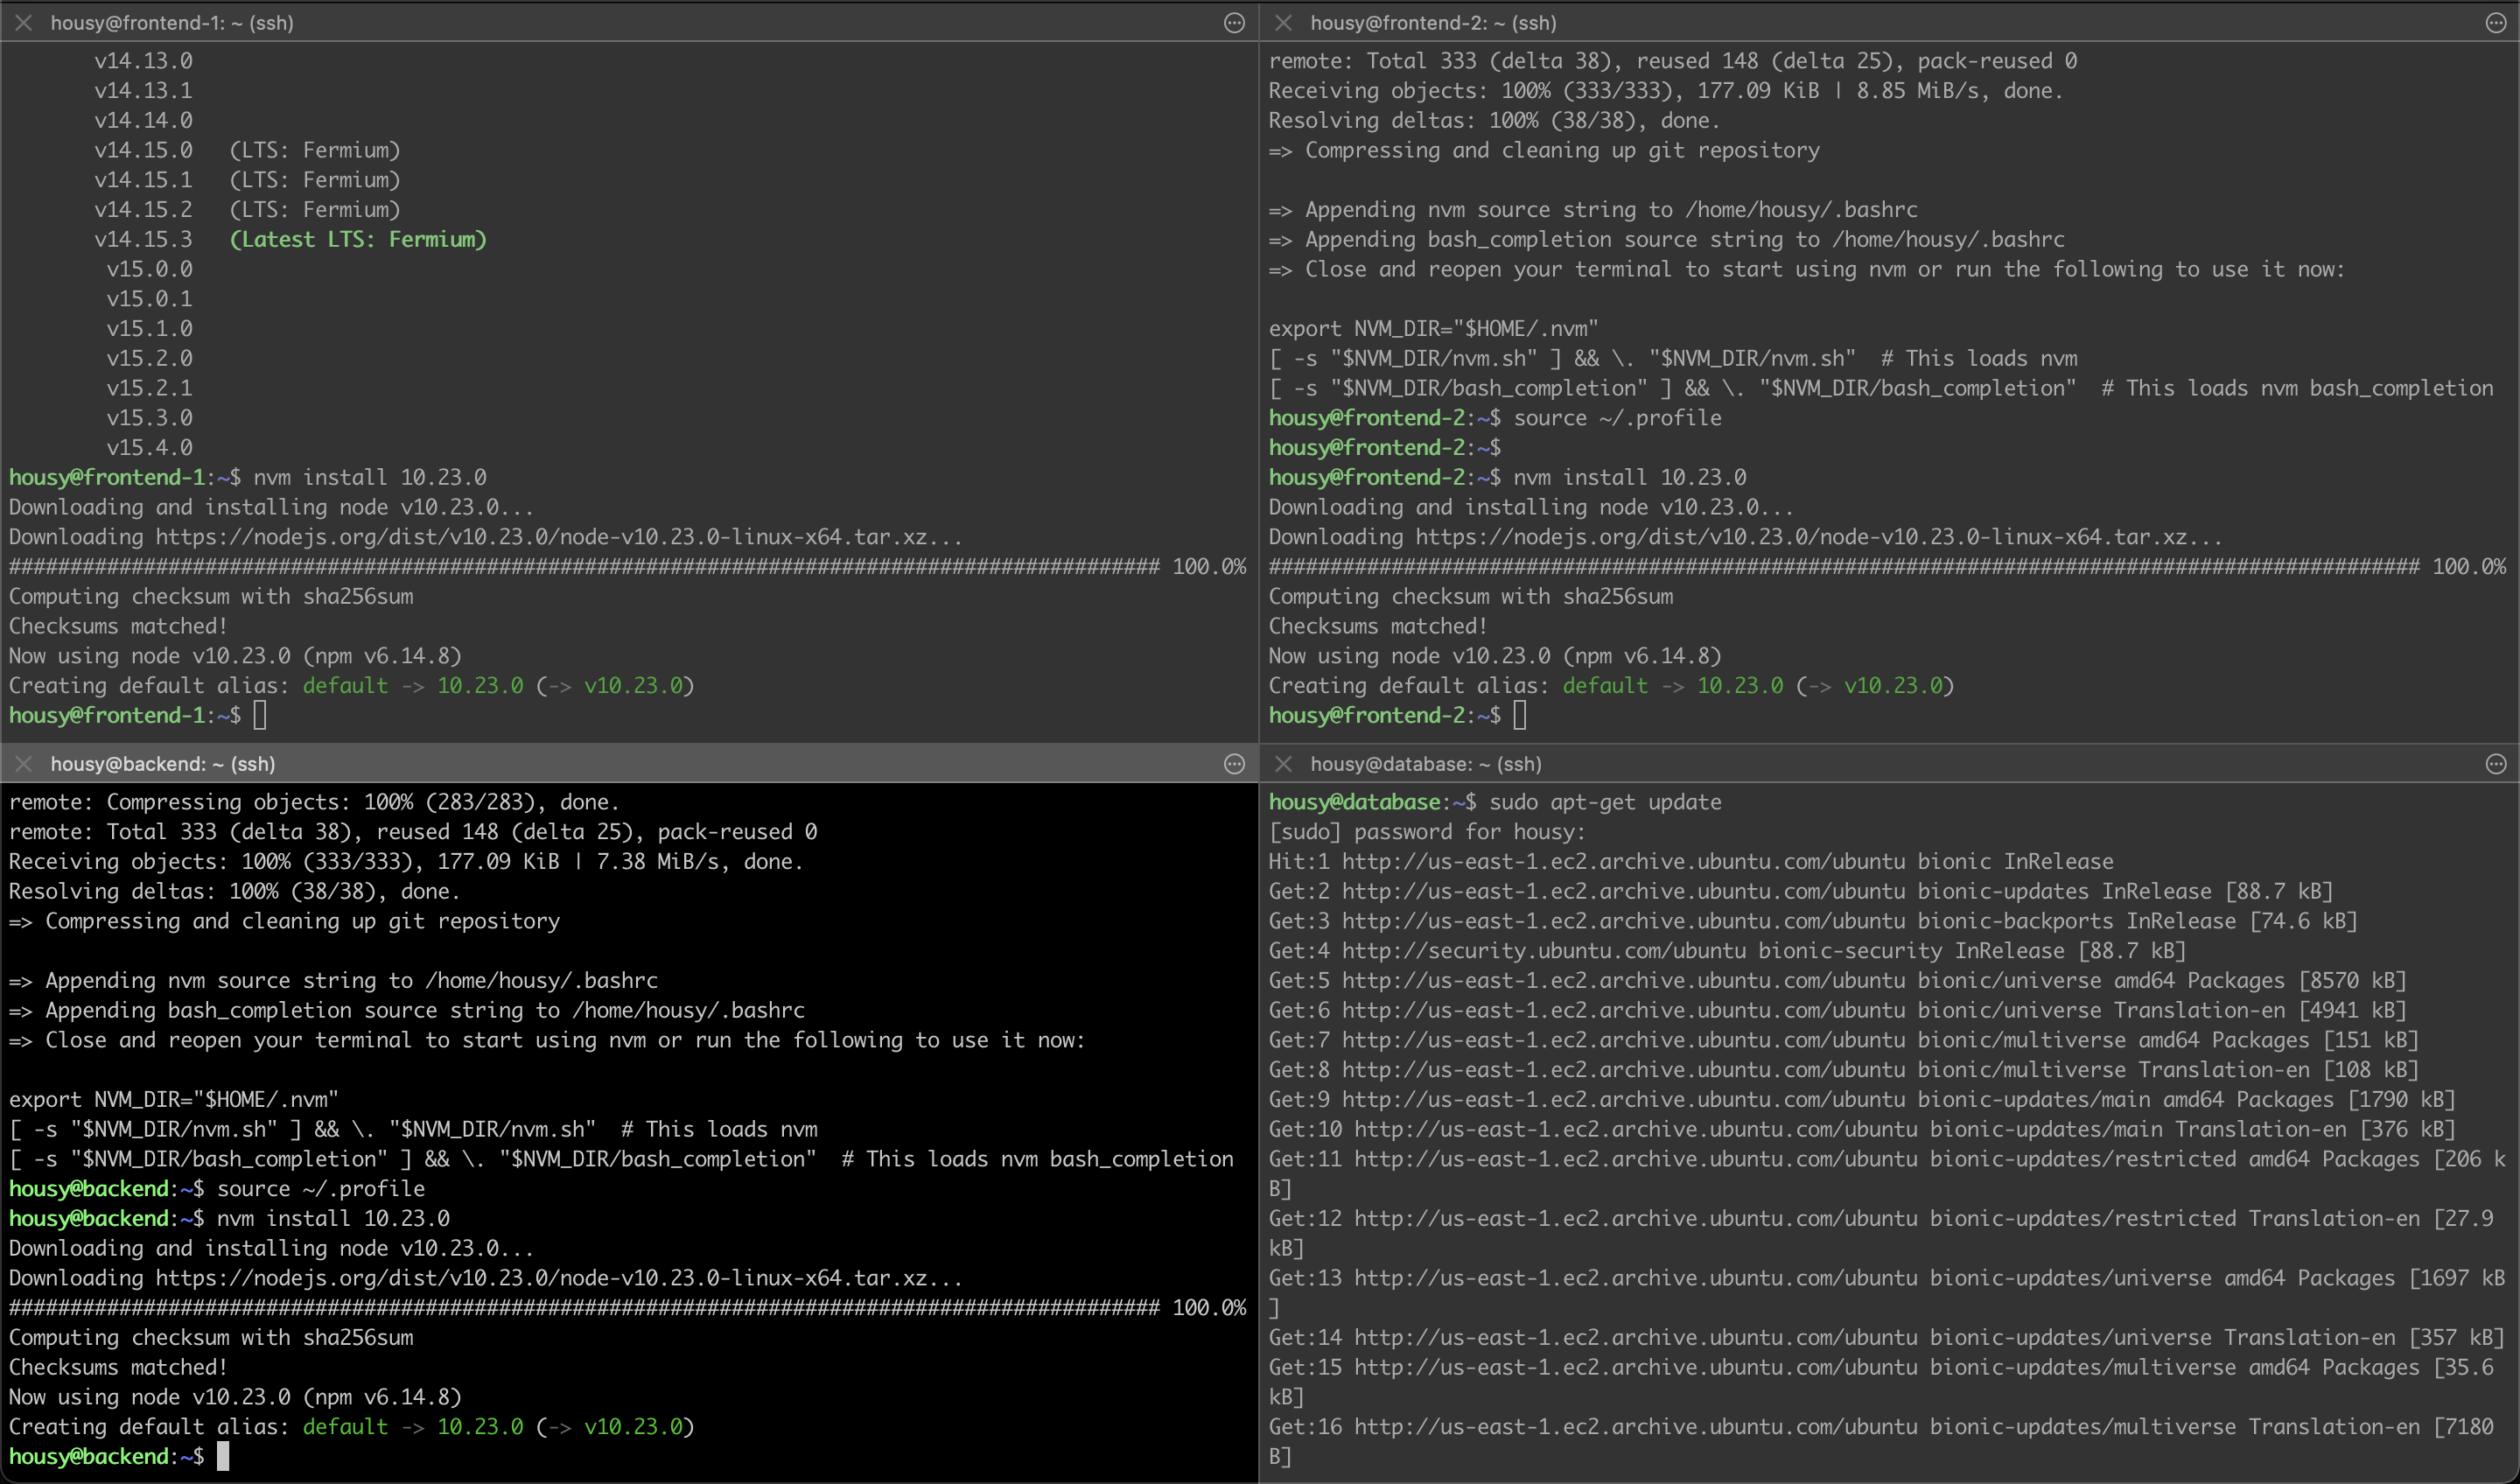 housy@frontend-1: ~ (ssh)
v14.13.0
v14.13.1
v14.14.0
v14.15.0   (LTS: Fermium)
v14.15.1   (LTS: Fermium)
v14.15.2   (LTS: Fermium)
v14.15.3   (Latest LTS: Fermium)
v15.0.0
v15.0.1
v15.1.0
v15.2.0
v15.2.1
v15.3.0
v15.4.0
housy@frontend-1:~$ nvm install 10.23.0
Downloading and installing node v10.23.0...
Downloading https://nodejs.org/dist/v10.23.0/node-v10.23.0-linux-x64.tar.xz...
############################################################################################## 100.0%
Computing checksum with sha256sum
Checksums matched!
Now using node v10.23.0 (npm v6.14.8)
Creating default alias: default -> 10.23.0 (-> v10.23.0)
housy@frontend-1:~$
housy@frontend-2: ~ (ssh)
remote: Total 333 (delta 38), reused 148 (delta 25), pack-reused 0
Receiving objects: 100% (333/333), 177.09 KiB | 8.85 MiB/s, done.
Resolving deltas: 100% (38/38), done.
=> Compressing and cleaning up git repository
=> Appending nvm source string to /home/housy/.bashrc
=> Appending bash_completion source string to /home/housy/.bashrc
=> Close and reopen your terminal to start using nvm or run the following to use it now:
export NVM_DIR="$HOME/.nvm"
[ -s "$NVM_DIR/nvm.sh" ] && \. "$NVM_DIR/nvm.sh"  # This loads nvm
[ -s "$NVM_DIR/bash_completion" ] && \. "$NVM_DIR/bash_completion"  # This loads nvm bash_completion
housy@frontend-2:~$ source ~/.profile
housy@frontend-2:~$
housy@frontend-2:~$ nvm install 10.23.0
Downloading and installing node v10.23.0...
Downloading https://nodejs.org/dist/v10.23.0/node-v10.23.0-linux-x64.tar.xz...
############################################################################################## 100.0%
Computing checksum with sha256sum
Checksums matched!
Now using node v10.23.0 (npm v6.14.8)
Creating default alias: default -> 10.23.0 (-> v10.23.0)
housy@frontend-2:~$
housy@backend: ~ (ssh)
remote: Compressing objects: 100% (283/283), done.
remote: Total 333 (delta 38), reused 148 (delta 25), pack-reused 0
Receiving objects: 100% (333/333), 177.09 KiB | 7.38 MiB/s, done.
Resolving deltas: 100% (38/38), done.
=> Compressing and cleaning up git repository
=> Appending nvm source string to /home/housy/.bashrc
=> Appending bash_completion source string to /home/housy/.bashrc
=> Close and reopen your terminal to start using nvm or run the following to use it now:
export NVM_DIR="$HOME/.nvm"
[ -s "$NVM_DIR/nvm.sh" ] && \. "$NVM_DIR/nvm.sh"  # This loads nvm
[ -s "$NVM_DIR/bash_completion" ] && \. "$NVM_DIR/bash_completion"  # This loads nvm bash_completion
housy@backend:~$ source ~/.profile
housy@backend:~$ nvm install 10.23.0
Downloading and installing node v10.23.0...
Downloading https://nodejs.org/dist/v10.23.0/node-v10.23.0-linux-x64.tar.xz...
############################################################################################## 100.0%
Computing checksum with sha256sum
Checksums matched!
Now using node v10.23.0 (npm v6.14.8)
Creating default alias: default -> 10.23.0 (-> v10.23.0)
housy@backend:~$
housy@database: ~ (ssh)
housy@database:~$ sudo apt-get update
[sudo] password for housy:
Hit:1 http://us-east-1.ec2.archive.ubuntu.com/ubuntu bionic InRelease
Get:2 http://us-east-1.ec2.archive.ubuntu.com/ubuntu bionic-updates InRelease [88.7 kB]
Get:3 http://us-east-1.ec2.archive.ubuntu.com/ubuntu bionic-backports InRelease [74.6 kB]
Get:4 http://security.ubuntu.com/ubuntu bionic-security InRelease [88.7 kB]
Get:5 http://us-east-1.ec2.archive.ubuntu.com/ubuntu bionic/universe amd64 Packages [8570 kB]
Get:6 http://us-east-1.ec2.archive.ubuntu.com/ubuntu bionic/universe Translation-en [4941 kB]
Get:7 http://us-east-1.ec2.archive.ubuntu.com/ubuntu bionic/multiverse amd64 Packages [151 kB]
Get:8 http://us-east-1.ec2.archive.ubuntu.com/ubuntu bionic/multiverse Translation-en [108 kB]
Get:9 http://us-east-1.ec2.archive.ubuntu.com/ubuntu bionic-updates/main amd64 Packages [1790 kB]
Get:10 http://us-east-1.ec2.archive.ubuntu.com/ubuntu bionic-updates/main Translation-en [376 kB]
Get:11 http://us-east-1.ec2.archive.ubuntu.com/ubuntu bionic-updates/restricted amd64 Packages [206 k
B]
Get:12 http://us-east-1.ec2.archive.ubuntu.com/ubuntu bionic-updates/restricted Translation-en [27.9
kB]
Get:13 http://us-east-1.ec2.archive.ubuntu.com/ubuntu bionic-updates/universe amd64 Packages [1697 kB
]
Get:14 http://us-east-1.ec2.archive.ubuntu.com/ubuntu bionic-updates/universe Translation-en [357 kB]
Get:15 http://us-east-1.ec2.archive.ubuntu.com/ubuntu bionic-updates/multiverse amd64 Packages [35.6
kB]
Get:16 http://us-east-1.ec2.archive.ubuntu.com/ubuntu bionic-updates/multiverse Translation-en [7180
B]